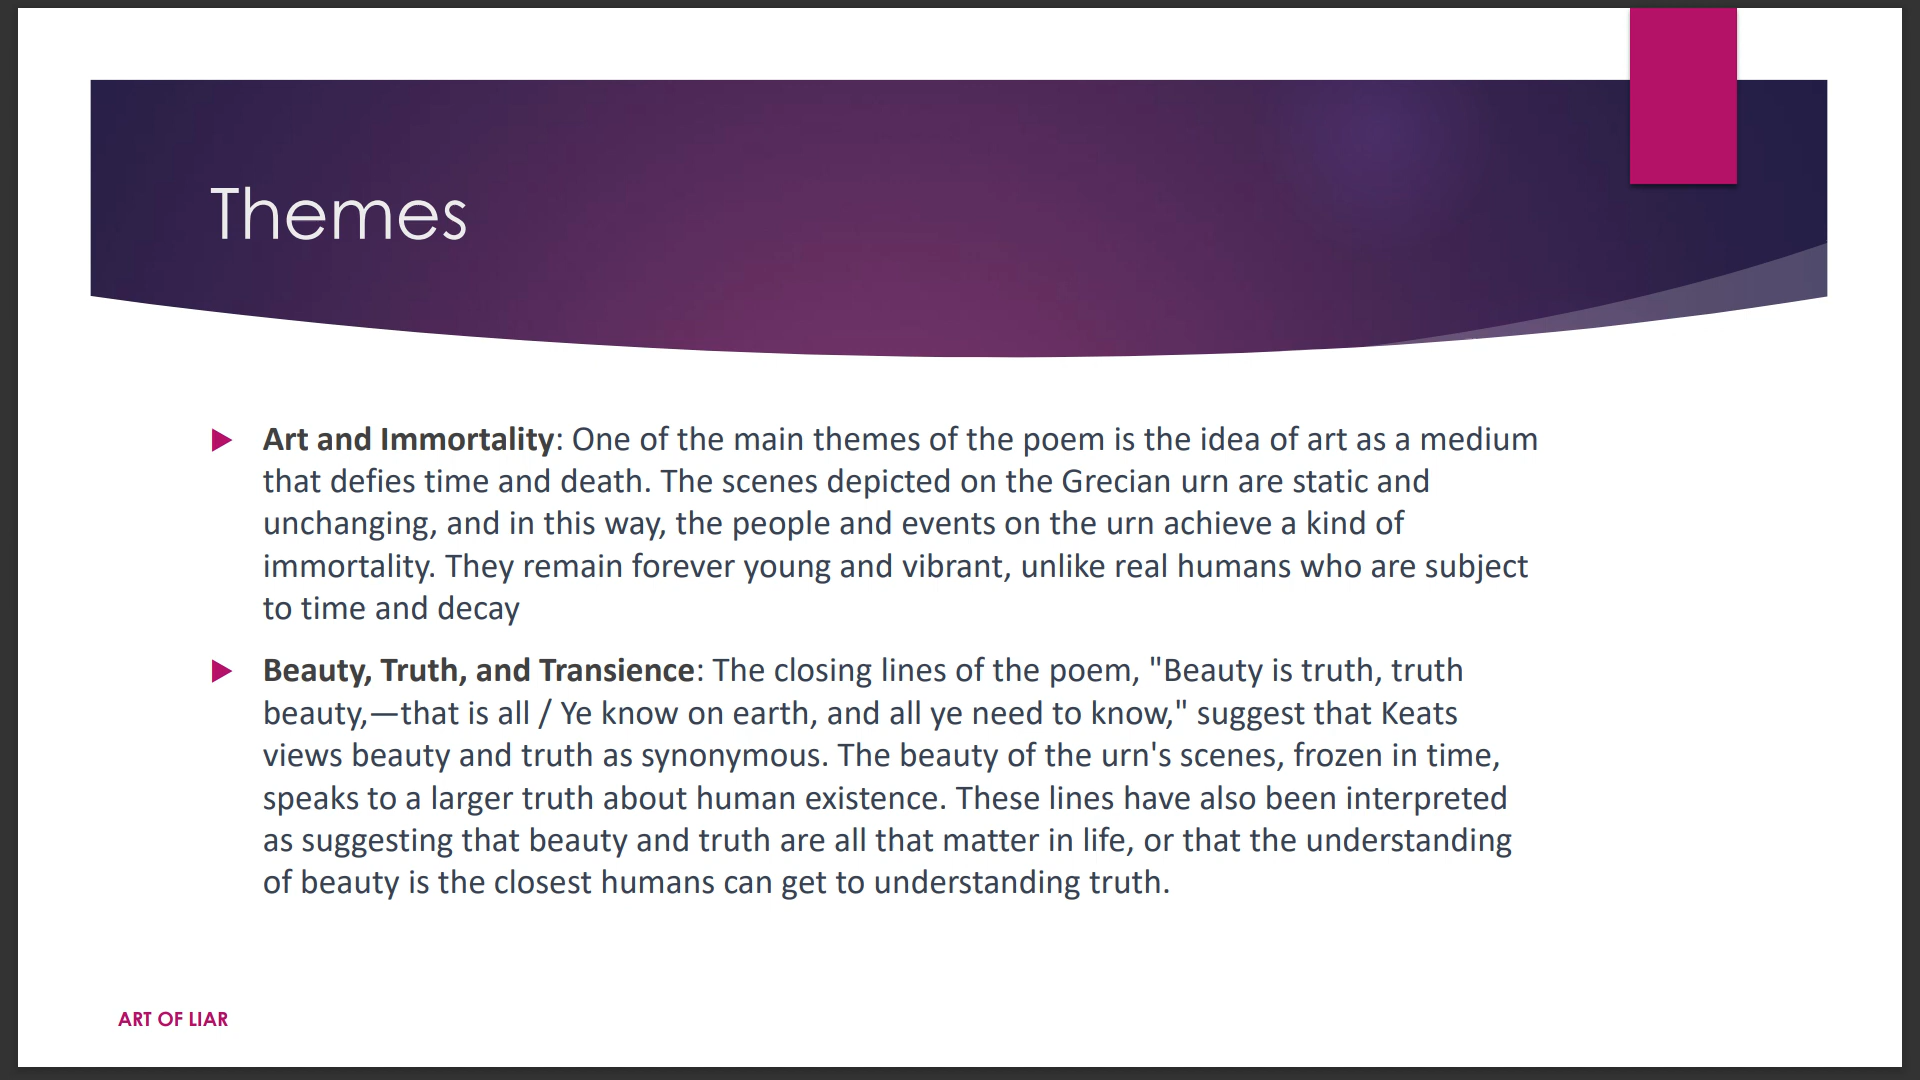 Themes
Art and Immortality: One of the main themes of the poem is the idea of art as a medium
that defies time and death. The scenes depicted on the Grecian urn are static and
unchanging, and in this way, the people and events on the urn achieve a kind of
immortality. They remain forever young and vibrant, unlike real humans who are subject
to time and decay
Beauty, Truth, and Transience: The closing lines of the poem, "Beauty is truth, truth
beauty,—that is all / Ye know on earth, and all ye need to know," suggest that Keats
views beauty and truth as synonymous. The beauty of the urn's scenes, frozen in time,
speaks to a larger truth about human existence. These lines have also been interpreted
as suggesting that beauty and truth are all that matter in life, or that the understanding
of beauty is the closest humans can get to understanding truth.
ART OF LIAR